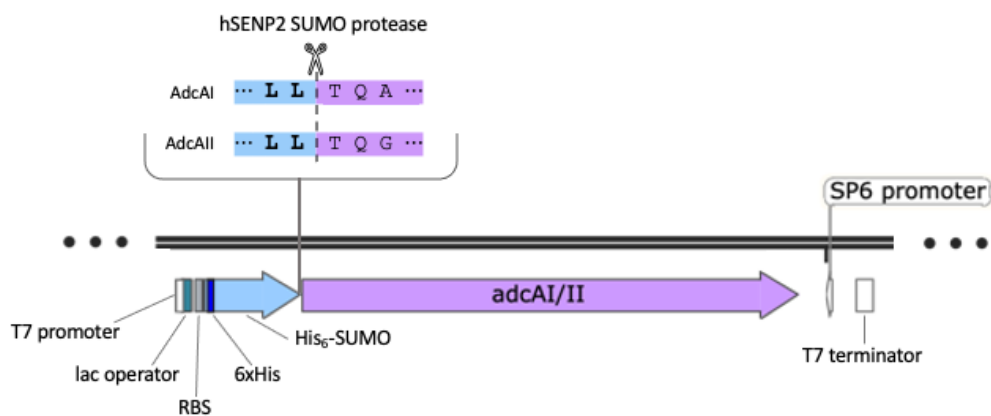 hSENP2 SUMO protease
AdcAI ··· L L T Q A ···
AdcAII ··· L L T Q G ···
SP6 promoter
adcAI/II
T7 promoter
His₆-SUMO
T7 terminator
lac operator
6xHis
RBS